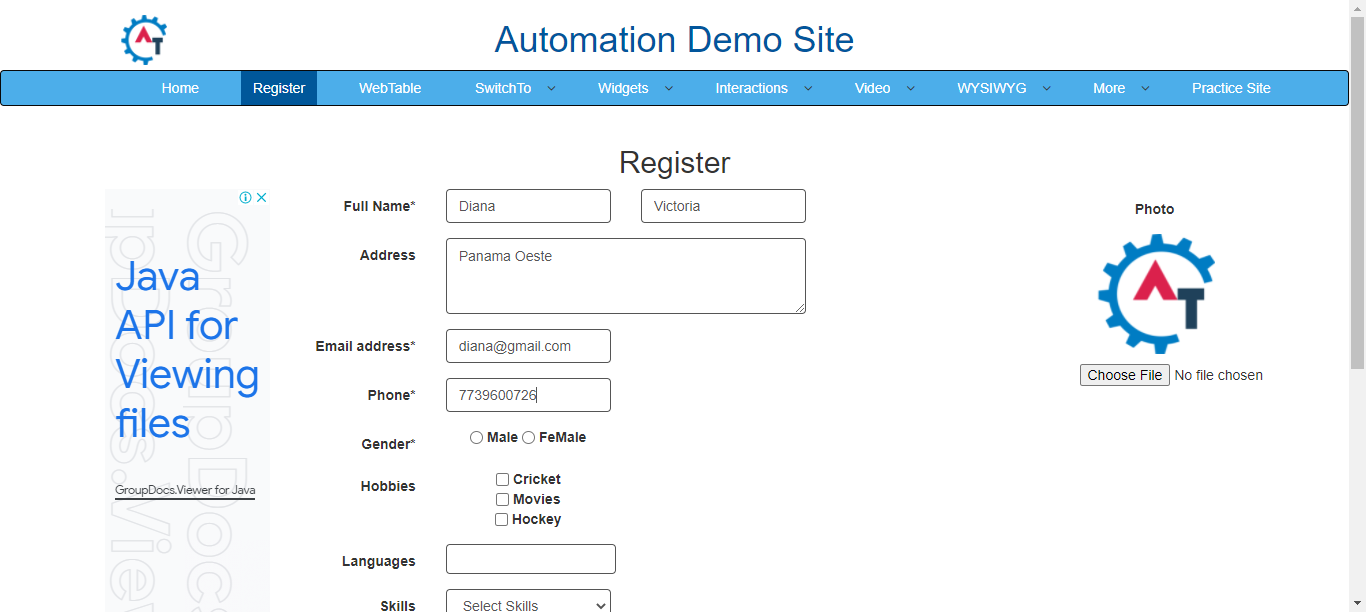 Automation Demo Site
Home Register WebTable SwitchTo Widgets Interactions Video WYSIWYG More Practice Site
Register
Full Name* Diana Victoria
Address Panama Oeste
Email address* diana@gmail.com
Phone* 7739600726
Gender* Male FeMale
Hobbies Cricket
Movies
Hockey
Languages
Skills Select Skills
Photo
AT
Choose File No file chosen
Java
API for
Viewing
files
GroupDocs.Viewer for Java